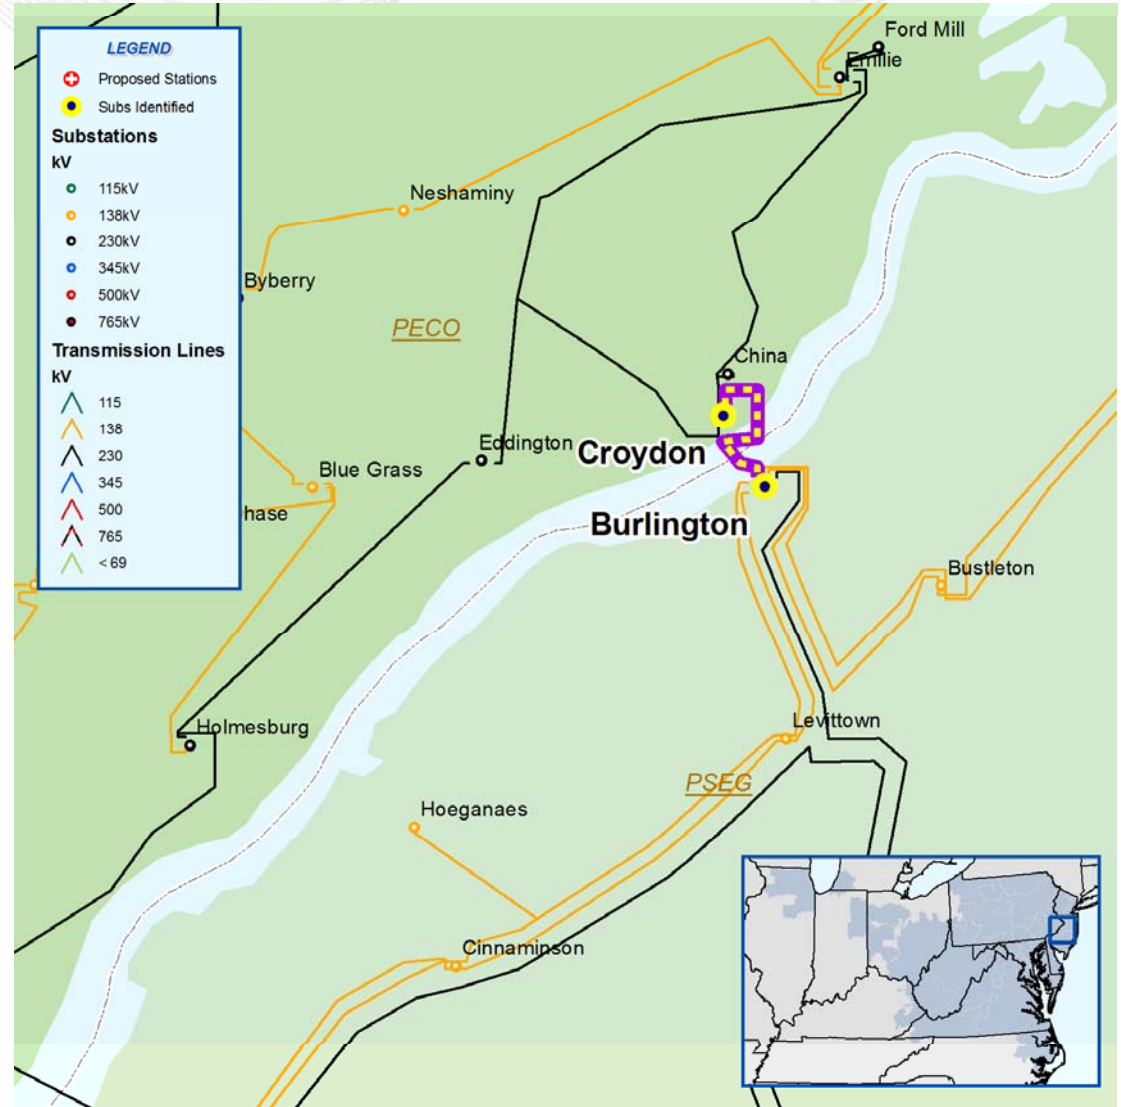 LEGEND
Proposed Stations
Subs Identified
Substations
kV
115kV
138kV
230kV
345kV
500kV
765kV
Transmission Lines
kV
115
138
230
345
500
765
< 69
Ford Mill
Emilie
Neshaminy
Byberry
PECO
China
Eddington
Croydon
Blue Grass
hase
Burlington
Bustleton
Holmesburg
Levittown
PSEG
Hoeganaes
Cinnaminson